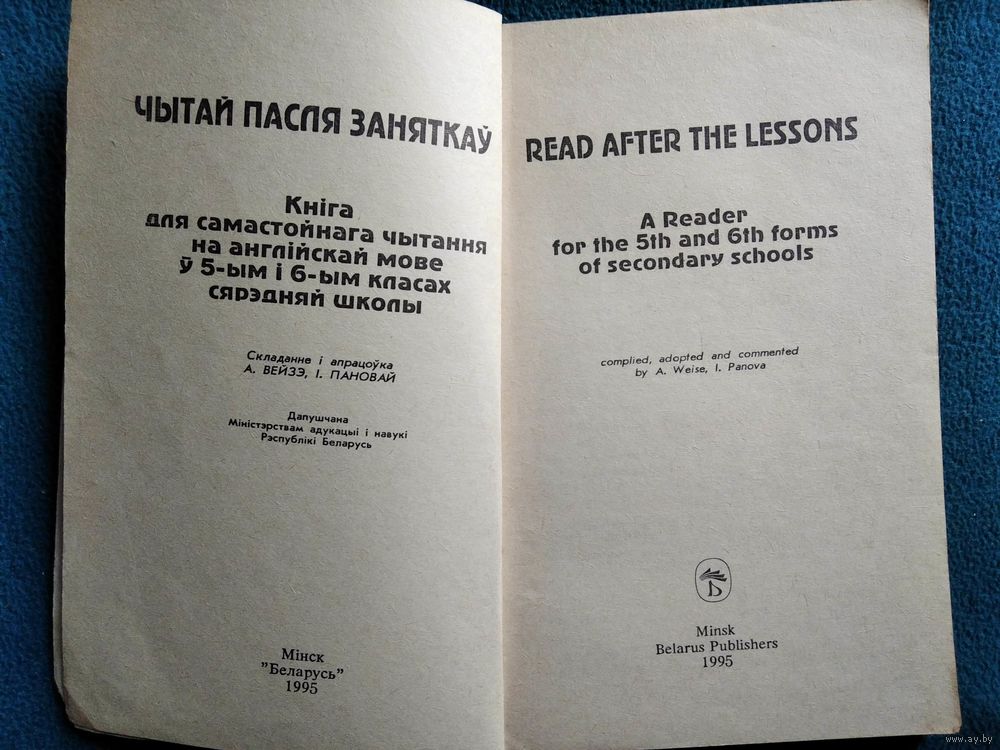 ЧЫТАЙ ПАСЛЯ ЗАНЯТКАЎ
Кніга
для самастойнага чытання
на англійскай мове
ў 5-ым і 6-ым класах
сярэдняй школы
Складанне і апрацоўка
А. ВЕЙЗЭ, І. ПАНОВАЙ
Дапушчана
Міністэрствам адукацыі і навукі
Рэспублікі Беларусь
Мінск
"Беларусь"
1995
READ AFTER THE LESSONS
A Reader
for the 5th and 6th forms
of secondary schools
complied, adopted and commented
by A. Weise, I. Panova
Б
Minsk
Belarus Publishers
1995
www.ay.by